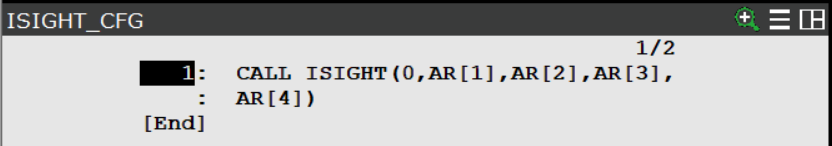 ISIGHT_CFG
1/2
1: CALL ISIGHT(0,AR[1],AR[2],AR[3],
: AR[4])
[End]